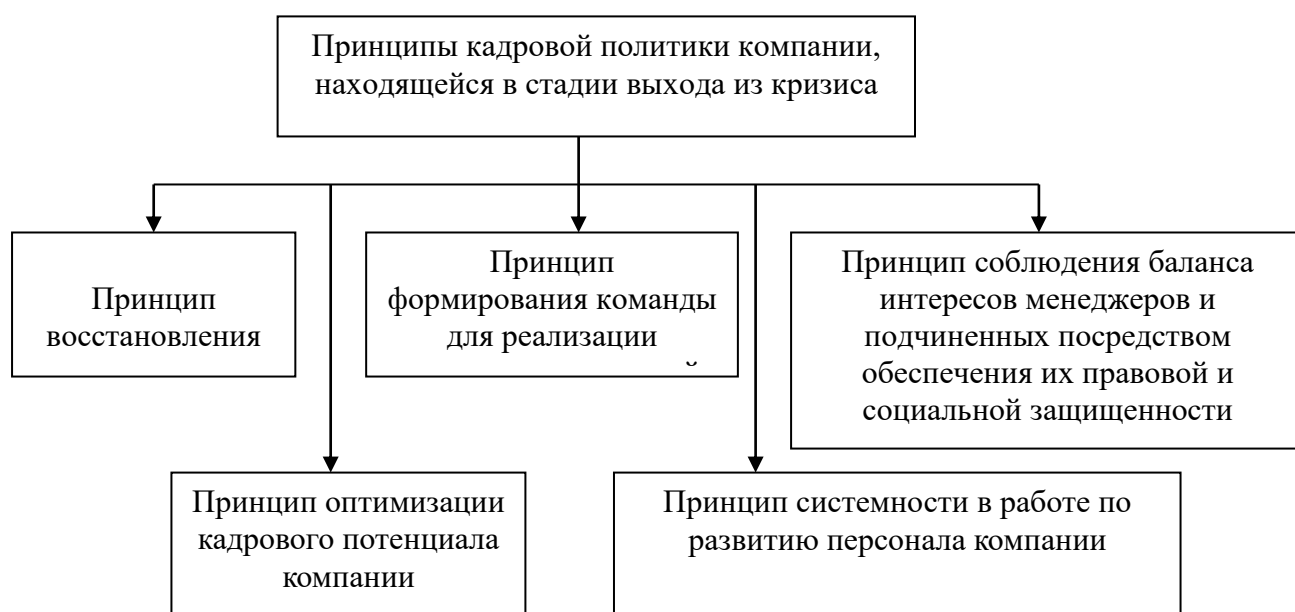 Принципы кадровой политики компании,
находящейся в стадии выхода из кризиса
Принцип
восстановления
Принцип
формирования команды
для реализации
Принцип соблюдения баланса
интересов менеджеров и
подчиненных посредством
обеспечения их правовой и
социальной защищенности
Принцип оптимизации
кадрового потенциала
компании
Принцип системности в работе по
развитию персонала компании